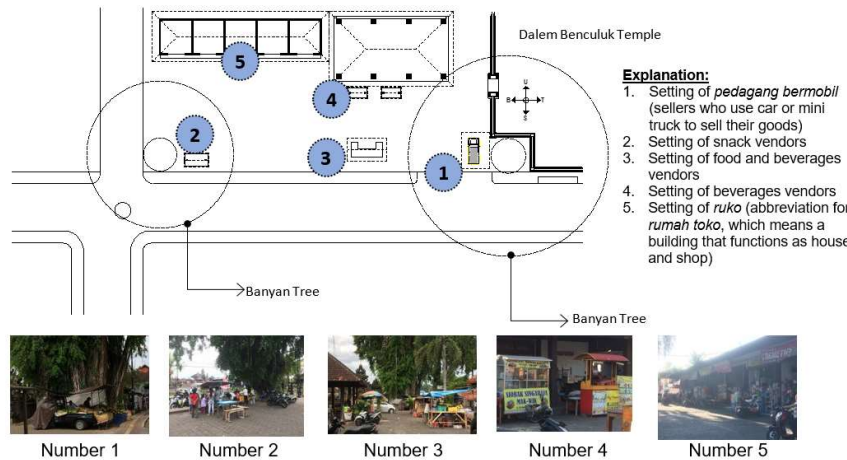 Dalem Benculuk Temple
5
4
2
3
1
U
B T
S
Banyan Tree
Banyan Tree
Explanation:
1. Setting of pedagang bermobil
(sellers who use car or mini
truck to sell their goods)
2. Setting of snack vendors
3. Setting of food and beverages
vendors
4. Setting of beverages vendors
5. Setting of ruko (abbreviation for
rumah toko, which means a
building that functions as house
and shop)
Number 1
Number 2
Number 3
Number 4
Number 5